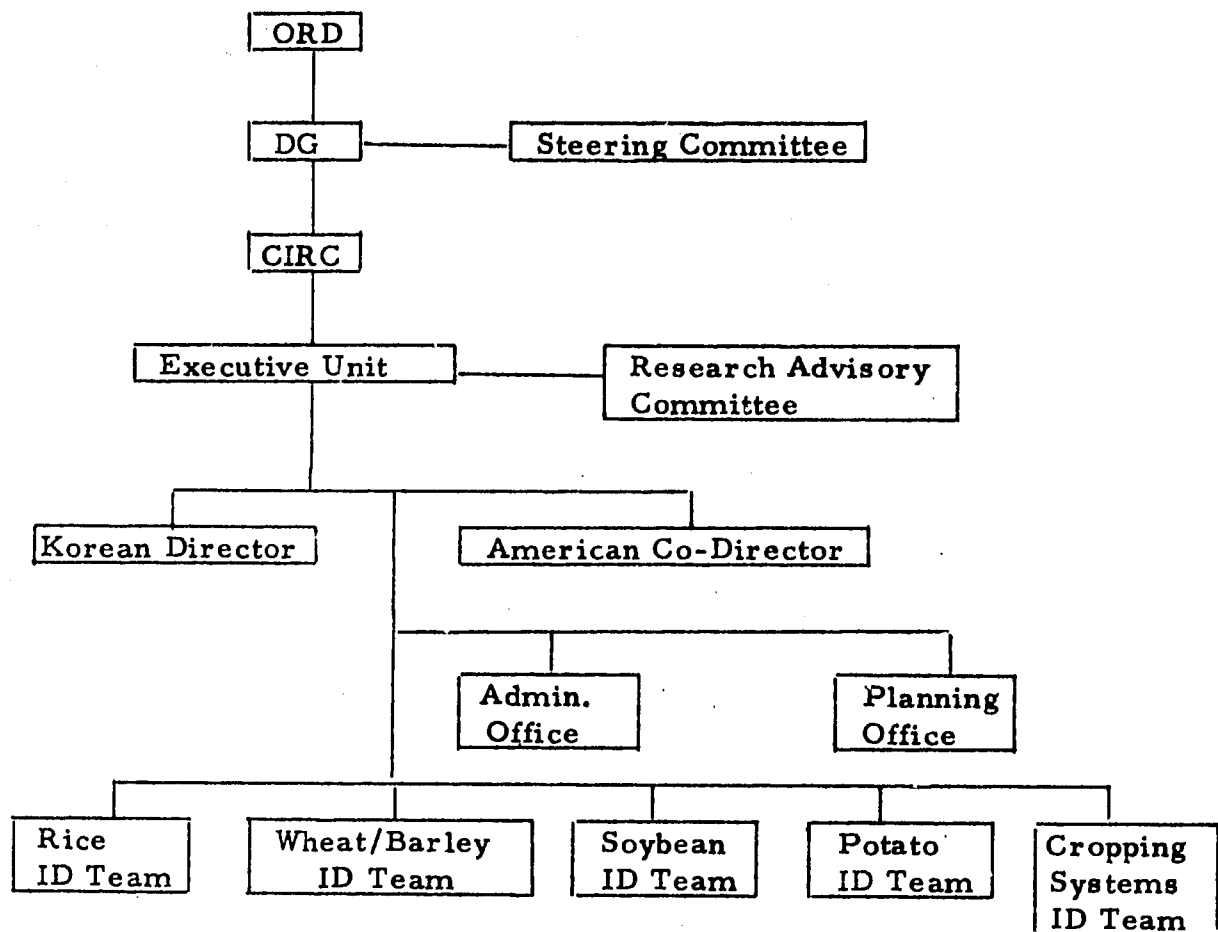 ORD
DG
Steering Committee
CIRC
Executive Unit
Research Advisory
Committee
Korean Director
American Co-Director
Admin.
Office
Planning
Office
Rice
ID Team
Wheat/Barley
ID Team
Soybean
ID Team
Potato
ID Team
Cropping
Systems
ID Team